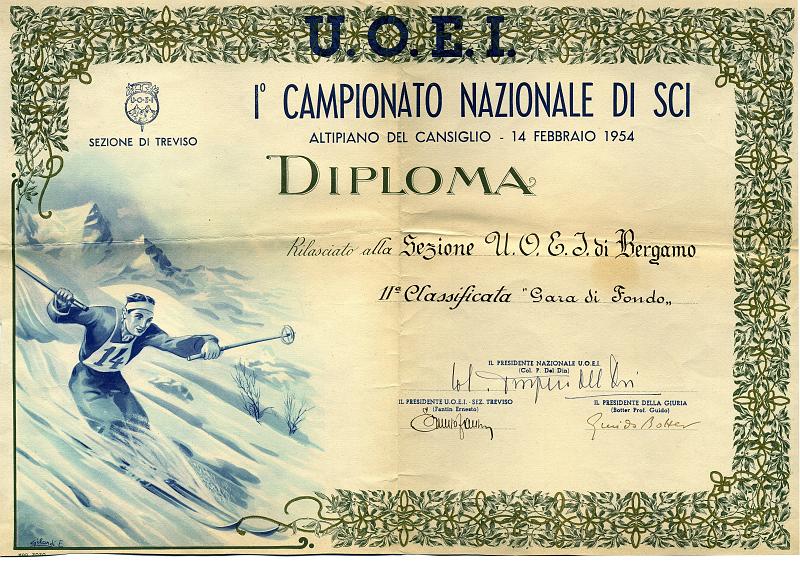 U.O.E.I.
U-O-E-I
SEZIONE DI TREVISO
I° CAMPIONATO NAZIONALE DI SCI
ALTIPIANO DEL CANSIGLIO - 14 FEBBRAIO 1954
DIPLOMA
Rilasciato alla Sezione U.O.E.I di Bergamo
11ª Classificata "Gara di Fondo„
14
IL PRESIDENTE NAZIONALE U.O.E.I.
(Col. P. Del Din)
IL PRESIDENTE U.O.E.I. - SEZ. TREVISO
(Fantin Ernesto)
IL PRESIDENTE DELLA GIURIA
(Botter Prof. Guido)
Guido Botter